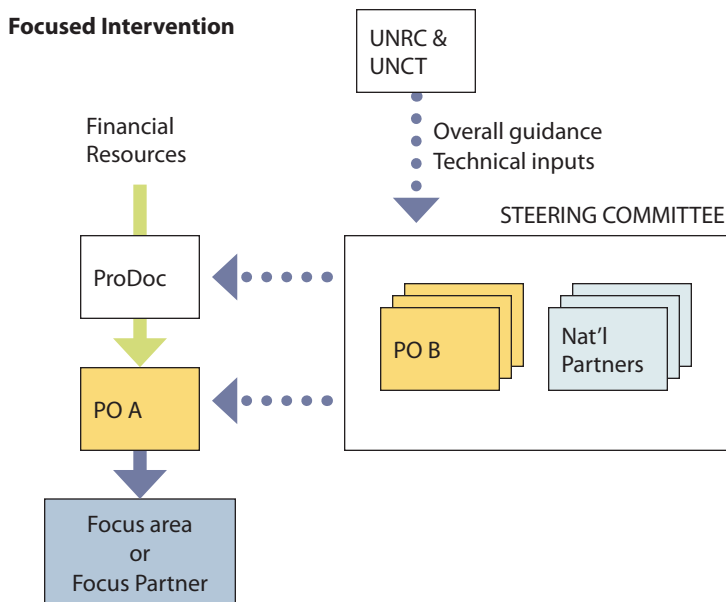 Focused Intervention
UNRC &
UNCT
Financial
Resources
Overall guidance
Technical inputs
STEERING COMMITTEE
ProDoc
PO B
Nat'l
Partners
PO A
Focus area
or
Focus Partner